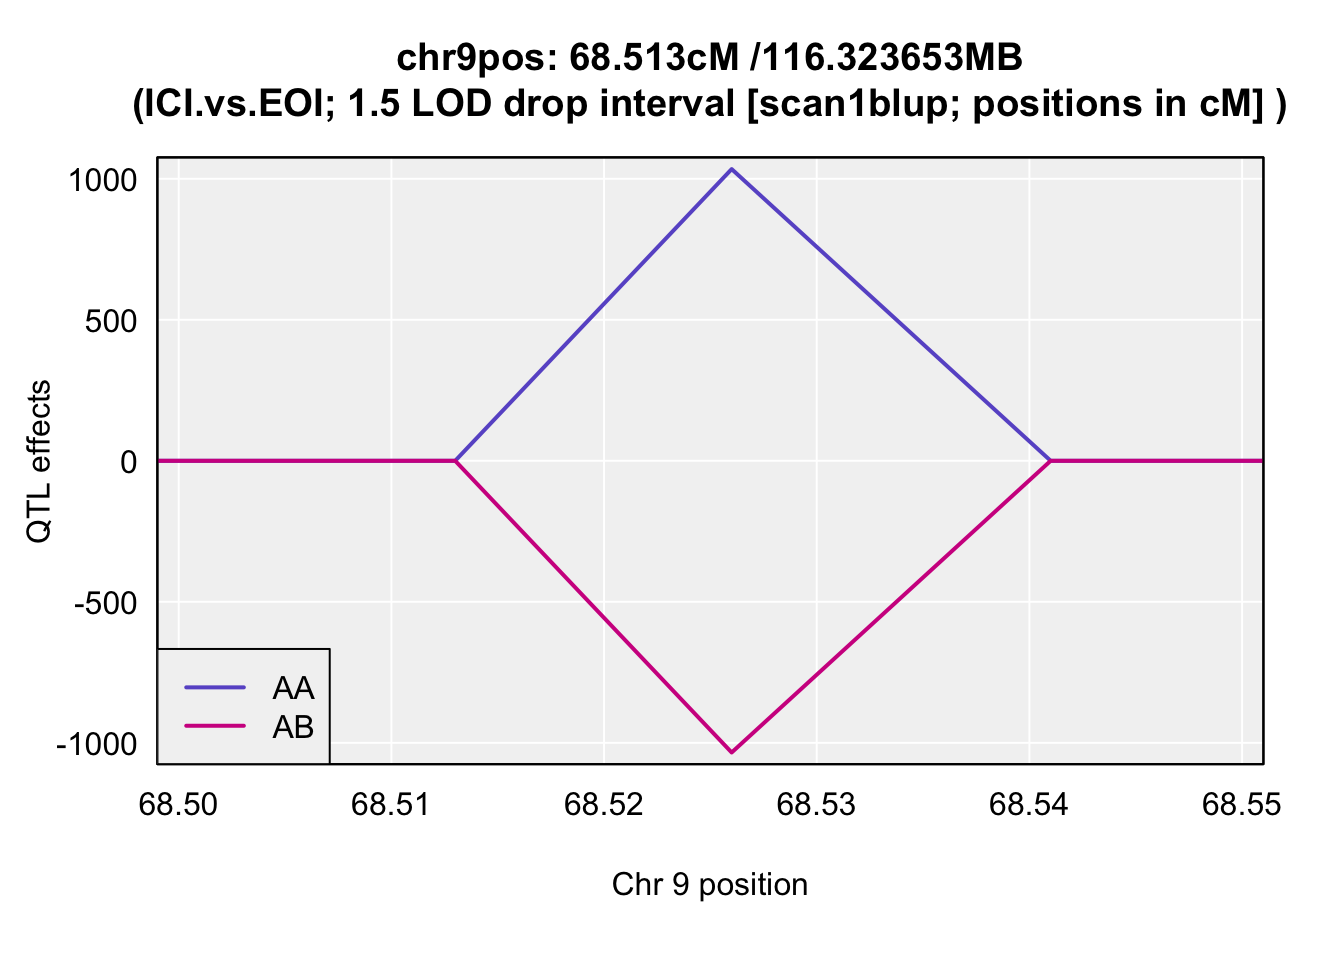 chr9pos: 68.513cM /116.323653MB
(ICI.vs.EOI; 1.5 LOD drop interval [scan1blup; positions in cM] )
1000
500
0
-500
-1000
QTL effects
AA
AB
68.50 68.51 68.52 68.53 68.54 68.55
Chr 9 position